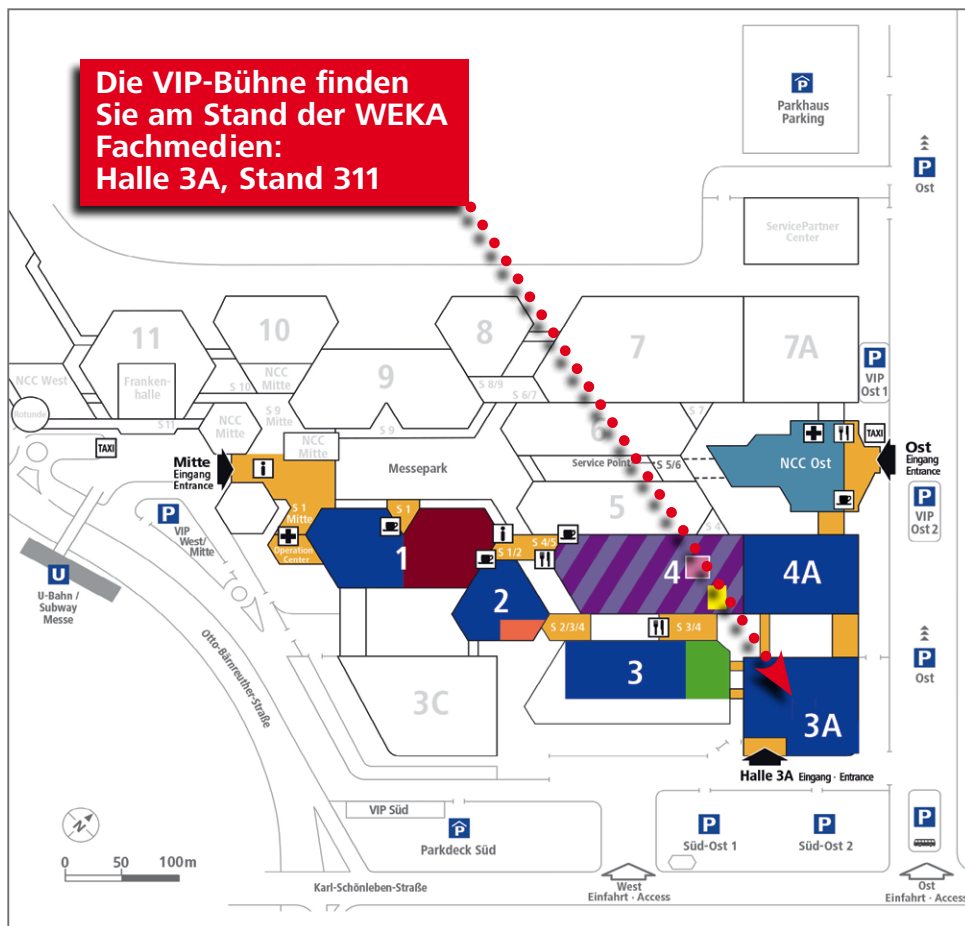 Die VIP-Bühne finden
Sie am Stand der WEKA
Fachmedien:
Halle 3A, Stand 311
P
Parkhaus
Parking
P
Ost
ServicePartner
Center
11
10
8
7
7A
NCC West
Franken-
halle
S 10
NCC
Mitte
9
S 8/9
S 6/7
P
VIP
Ost 1
Rotunde
S 11
NCC
Mitte
S 9
Mitte
NCC
Mitte
S 9
6
S 7
TAXI
Mitte
Eingang
Entrance
i
Messepark
Service Point
S 5/6
NCC Ost
TAXI
Ost
Eingang
Entrance
P
VIP
West/
Mitte
S 1
Mitte
Operation
Center
S 1
i
5
S 4
P
VIP
Ost 2
1
S 1/2
S 4/5
4
4A
U
U-Bahn /
Subway
Messe
2
S 2/3/4
S 3/4
P
Ost
Otto-Bärnreuther-Straße
3C
3
3A
Halle 3A Eingang · Entrance
N
0 50 100m
VIP Süd
P
Parkdeck Süd
P
Süd-Ost 1
P
Süd-Ost 2
P
Karl-Schönleben-Straße
West
Einfahrt · Access
Ost
Einfahrt · Access